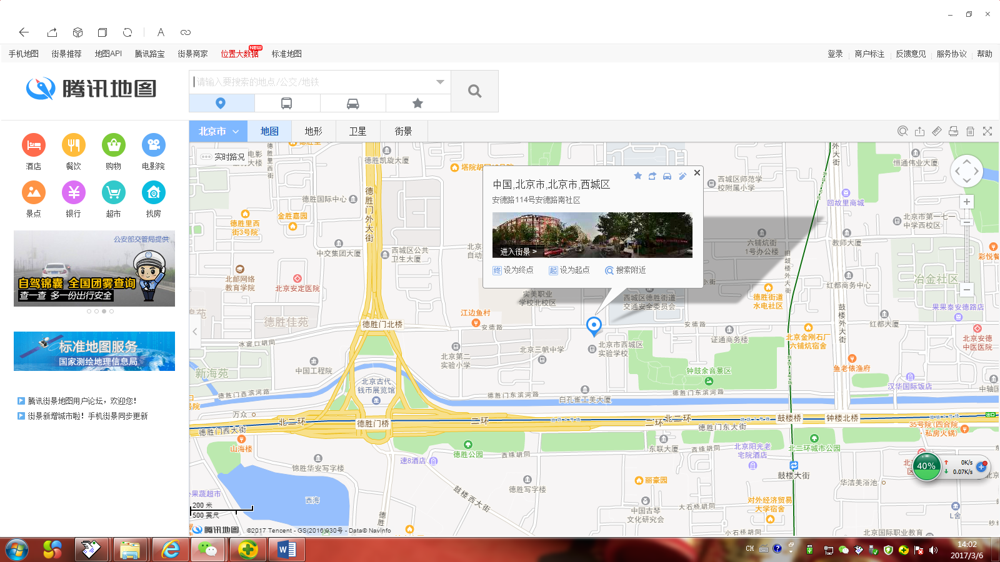 手机地图 街景推荐 地图API 腾讯路宝 街景商家 位置大数据 NEW 标准地图
登录 商户标注 反馈意见 服务协议 帮助
腾讯地图
请输入要搜索的地点/公交/地铁
北京市 地图 地形 卫星 街景
酒店 餐饮 购物 电影院
景点 银行 超市 找房
公安部交管局提供
自驾锦囊 全国团雾查询
查一查 多一份出行安全
标准地图服务
国家测绘地理信息局
腾讯街景地图用户论坛，欢迎您！
街景新增城市啦！手机街景同步更新
实时路况
中国,北京市,北京市,西城区
安德路114号安德路南社区
进入街景 >
设为终点 设为起点 搜索附近
终 起
德胜凯旋大厦
德胜里西街
德胜国际中心
德胜门外大街
金胜嘉园
德胜里西
街3号院
中交集团大厦
西城区公共
卫生大厦
北邮网络
教育学院
北京安定医院
西城区师范学
校附属小学
恒通伟业大厦
回故里商城
北京市第一七一
中学西校区
六铺炕街
1号办公楼
教师大厦
旧鼓楼外大街
红都商务中心
冶金社区
德胜街道
水电社区
果果泰安德路店
红都大厦
鼓楼外大街
实美职业
学校北校区
西城区德胜街道
交通安全委员会
江边鱼村
安德路
安德路
德胜佳苑
德胜门北桥
冰窖口胡同
中国工程院
新海苑
北京第二
实验小学
北京三帆中学
北京市西城区
实验学校
证通商务楼
北京金刚石厂
六铺炕宿舍
北京安德
中医医院
鱼老俵渔府
钟鼓余音景区
汉华国际饭店
中轴国
北京古代
钱币展览馆
德胜门西滨河路
德胜门东滨河路
德胜门东滨河路
白孔雀工美大厦
万众
北二环
二环
二环
北二环
德胜门桥
鼓楼桥
钟楼北桥
出口
德胜门西大街
德胜门东大街
35号院(四合院
·私房火锅)
山海楼
德胜公园
西绦胡同
西绦胡同
东联大厦
北京阳光老
宅院酒店
北二环城市公园
速8酒店
锦胜华安写字楼
鼓楼大街
鼓楼西大街
德胜写字楼
丽豪园
华洁美浴池
果蔬超市
西海
对外经济贸易
大学宿舍
大石桥胡同
中国古琴
文化研究会
小石桥胡同
北京国际职业教育
L舍
200 米
500 英尺
腾讯地图 ©2017 Tencent - GS(2016)930号 - Data© NavInfo
40% 0K/s
0.07K/s
CH
14:02
2017/3/6